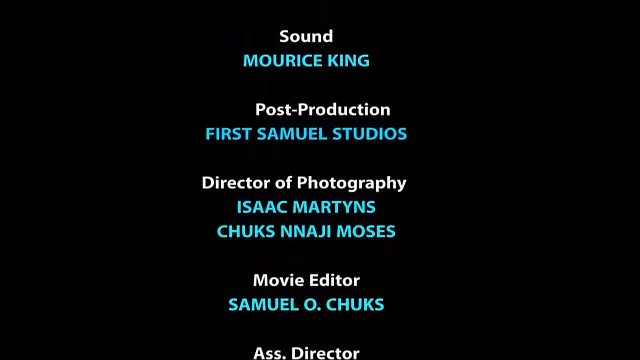 Sound
MOURICE KING
Post-Production
FIRST SAMUEL STUDIOS
Director of Photography
ISAAC MARTYNS
CHUKS NNAJI MOSES
Movie Editor
SAMUEL O. CHUKS
Ass. Director